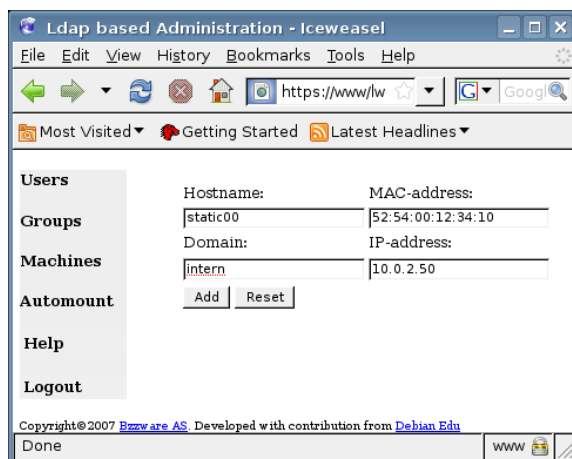 Ldap based Administration - Iceweasel
File Edit View History Bookmarks Tools Help
https://www/lw G Googl
Most Visited Getting Started Latest Headlines
Users
Groups
Machines
Automount
Help
Logout
Hostname: MAC-address:
static00 52:54:00:12:34:10
Domain: IP-address:
intern 10.0.2.50
Add Reset
Copyright©2007 Bzzware AS. Developed with contribution from Debian Edu
Done www